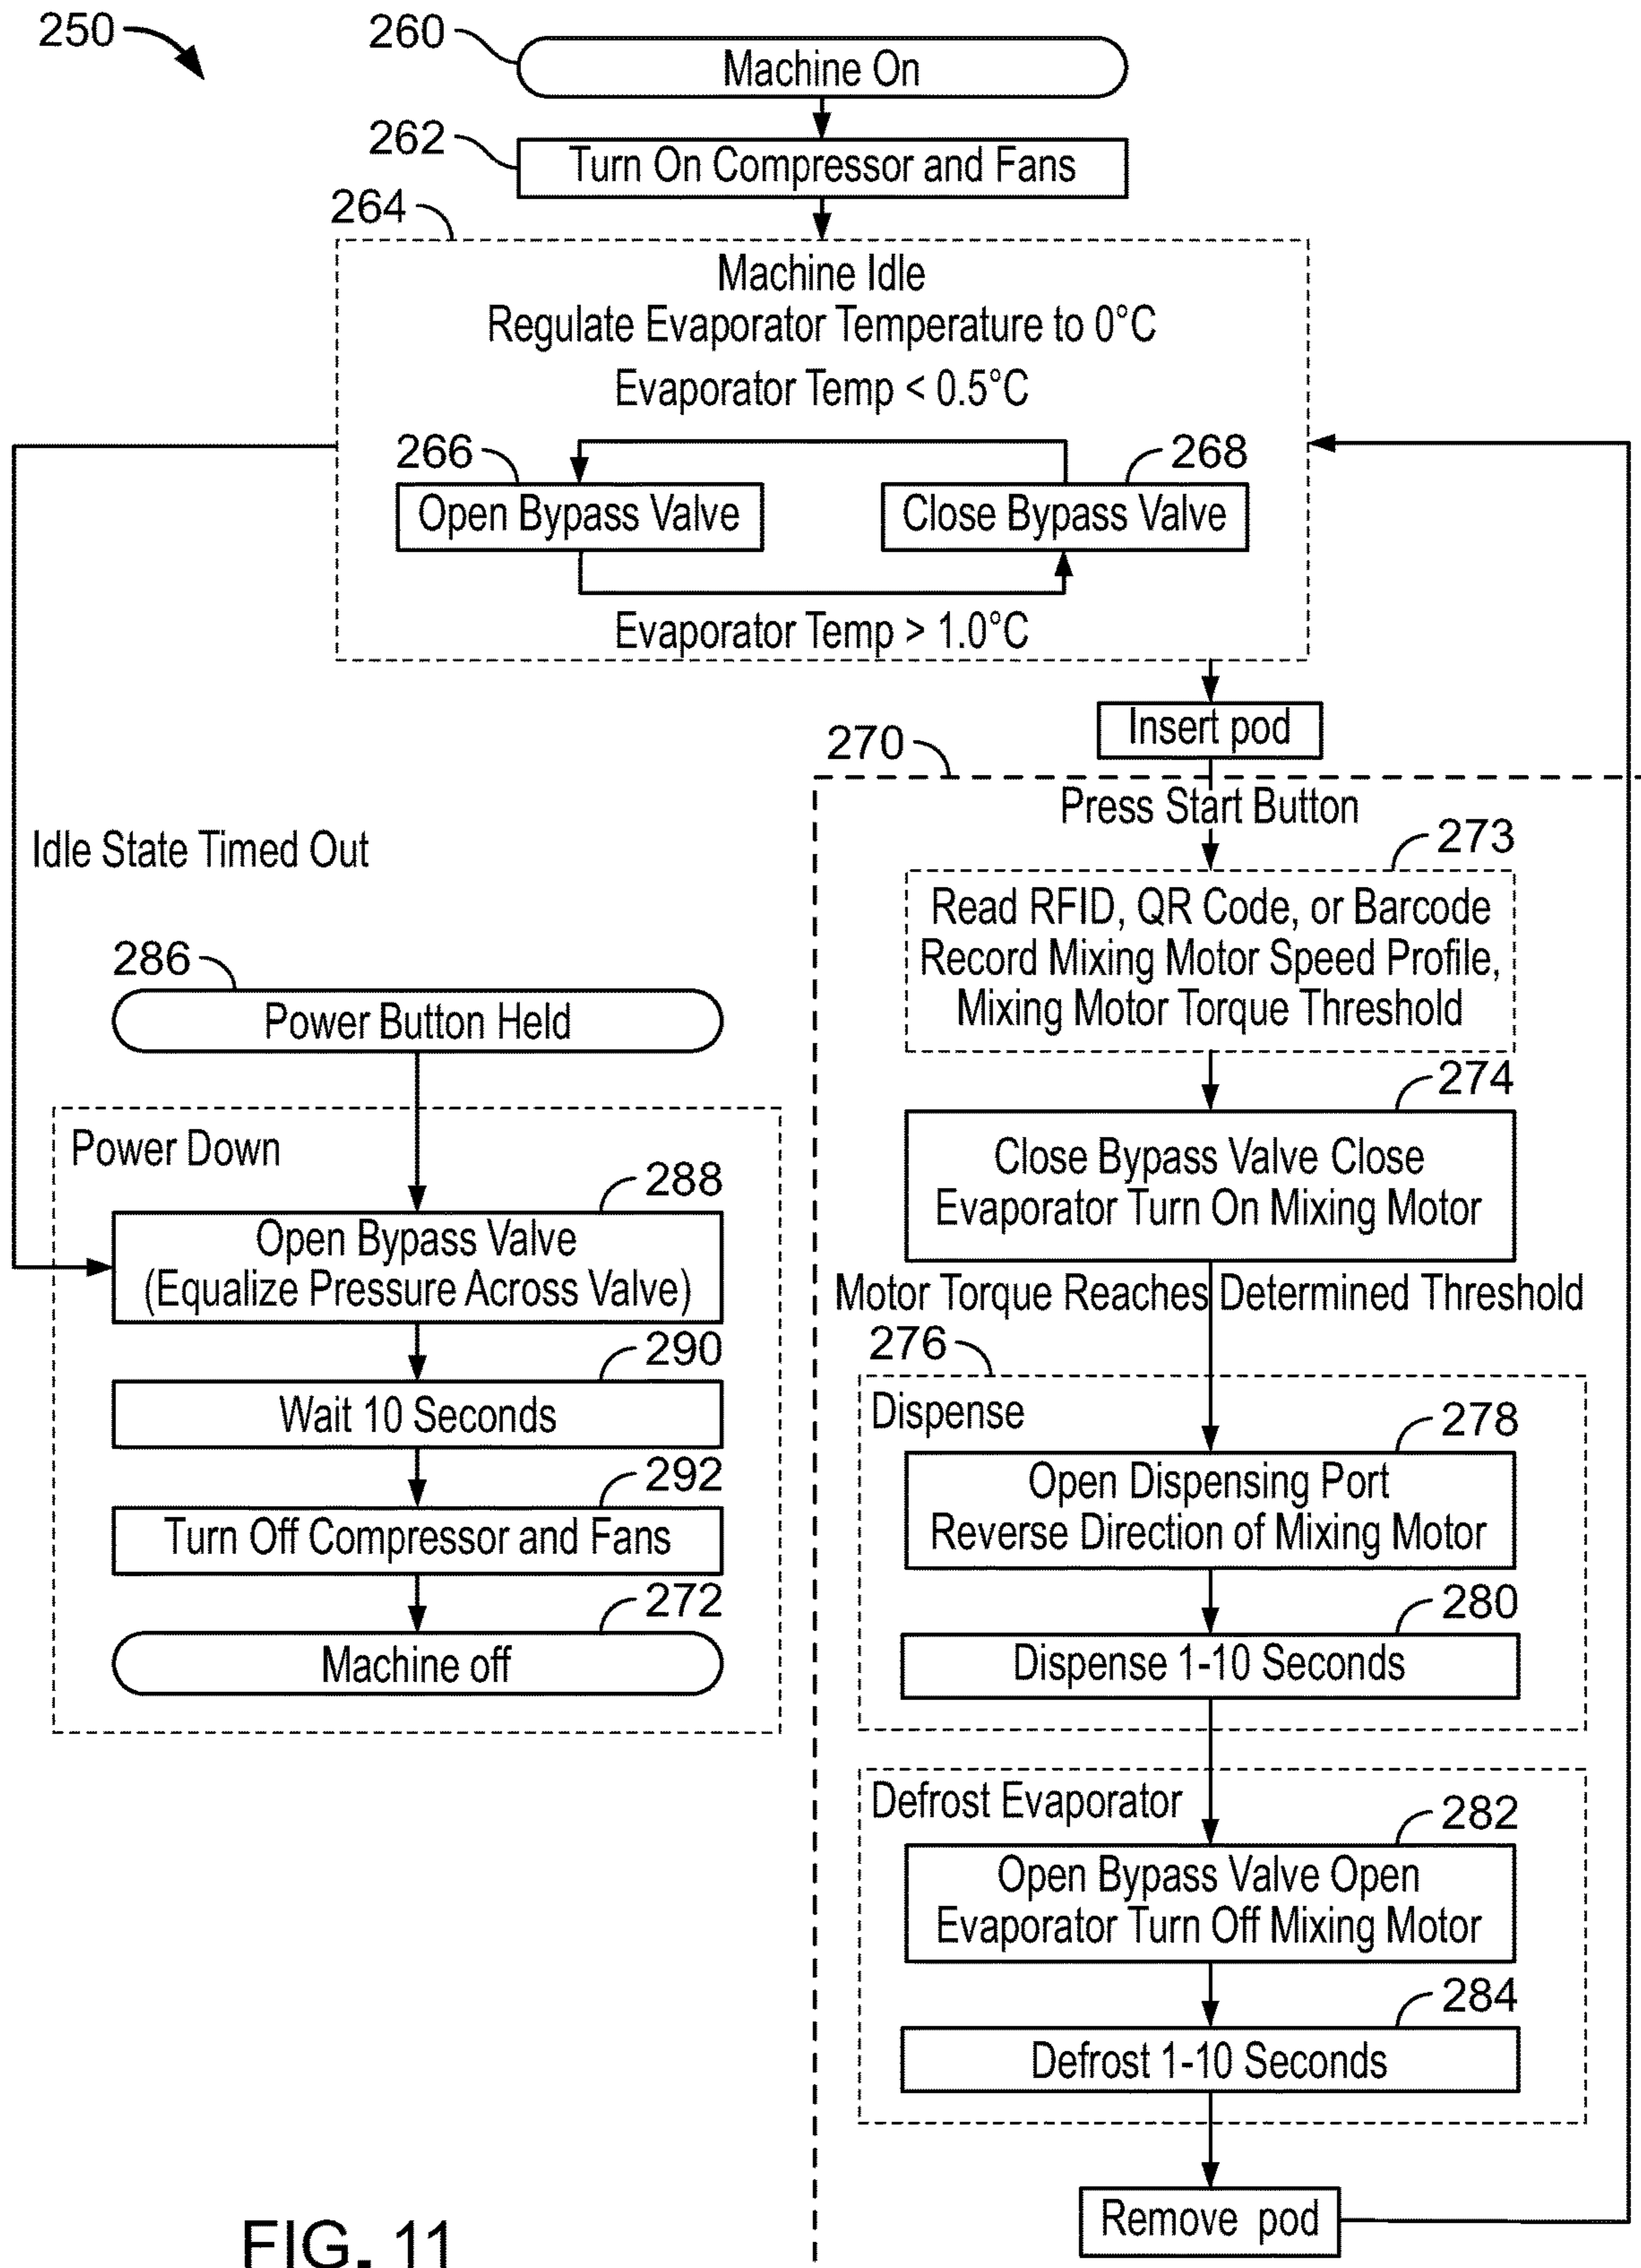 250
260
Machine On
262
Turn On Compressor and Fans
264
Machine Idle
Regulate Evaporator Temperature to 0°C
Evaporator Temp < 0.5°C
266
268
Open Bypass Valve
Close Bypass Valve
Evaporator Temp > 1.0°C
Insert pod
270
Press Start Button
273
Read RFID, QR Code, or Barcode
Record Mixing Motor Speed Profile,
Mixing Motor Torque Threshold
274
Close Bypass Valve Close
Evaporator Turn On Mixing Motor
Motor Torque Reaches Determined Threshold
276
Dispense
278
Open Dispensing Port
Reverse Direction of Mixing Motor
280
Dispense 1-10 Seconds
Defrost Evaporator
282
Open Bypass Valve Open
Evaporator Turn Off Mixing Motor
284
Defrost 1-10 Seconds
Remove pod
Idle State Timed Out
286
Power Button Held
Power Down
288
Open Bypass Valve
(Equalize Pressure Across Valve)
290
Wait 10 Seconds
292
Turn Off Compressor and Fans
272
Machine off
FIG. 11